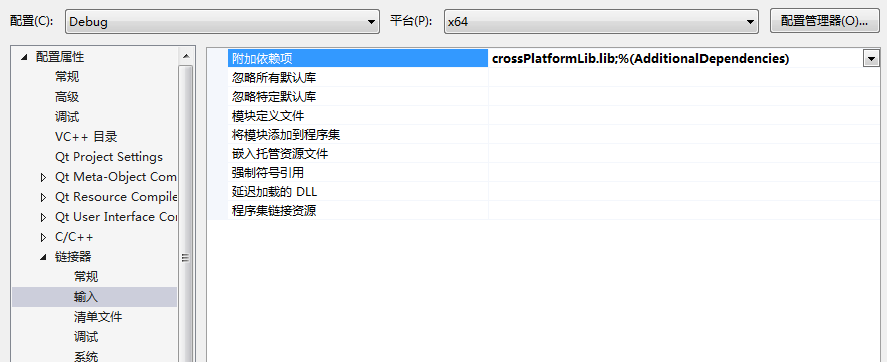 配置(C):
Debug
平台(P):
x64
配置管理器(O)...
配置属性
常规
高级
调试
VC++ 目录
Qt Project Settings
Qt Meta-Object Com
Qt Resource Compile
Qt User Interface Con
C/C++
链接器
常规
输入
清单文件
调试
系统
附加依赖项
crossPlatformLib.lib;%(AdditionalDependencies)
忽略所有默认库
忽略特定默认库
模块定义文件
将模块添加到程序集
嵌入托管资源文件
强制符号引用
延迟加载的 DLL
程序集链接资源